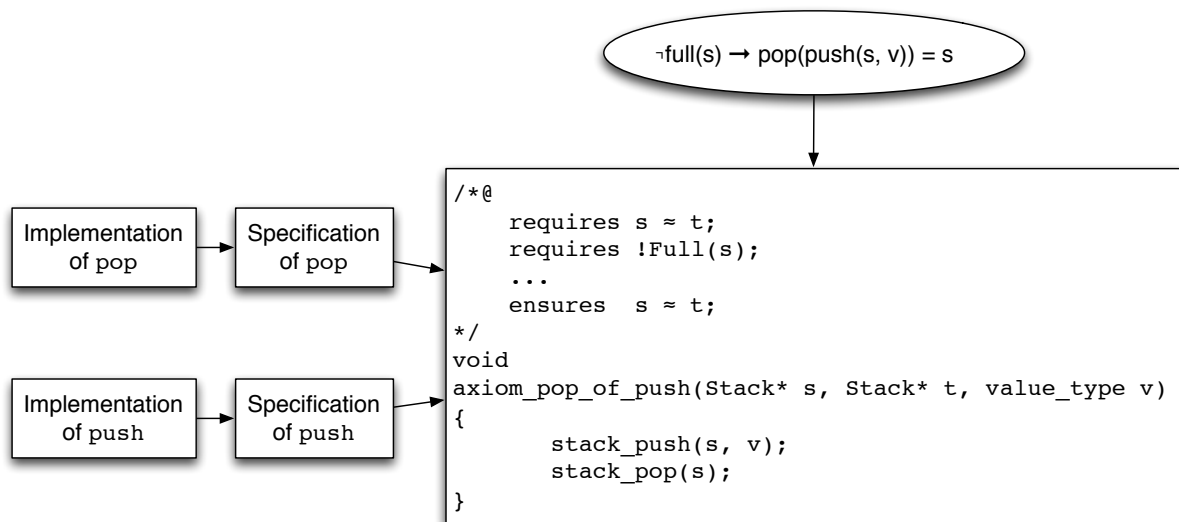 ¬full(s) → pop(push(s, v)) = s
/*@
requires s ≈ t;
requires !Full(s);
...
ensures  s ≈ t;
*/
void
axiom_pop_of_push(Stack* s, Stack* t, value_type v)
{
stack_push(s, v);
stack_pop(s);
}
Implementation
of pop
Specification
of pop
Implementation
of push
Specification
of push